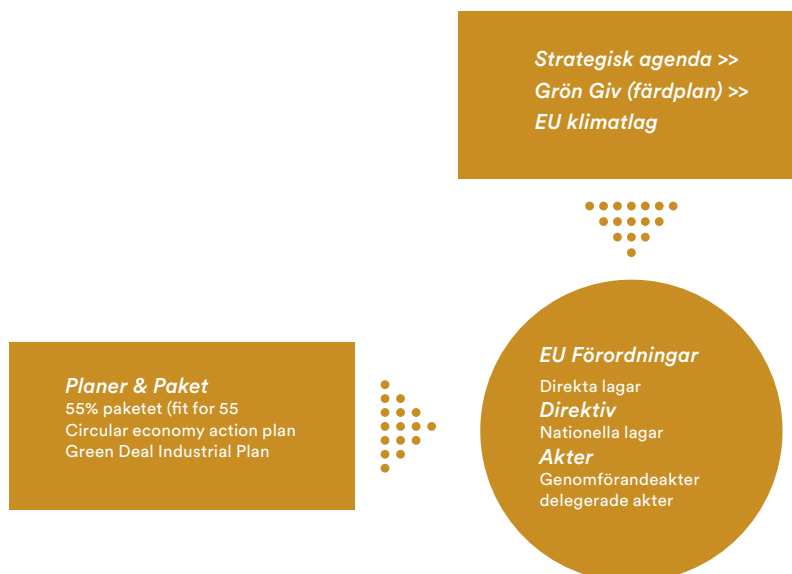 Strategisk agenda >>
Grön Giv (färdplan) >>
EU klimatlag
Planer & Paket
55% paketet (fit for 55
Circular economy action plan
Green Deal Industrial Plan
EU Förordningar
Direkta lagar
Direktiv
Nationella lagar
Akter
Genomförandeakter
delegerade akter